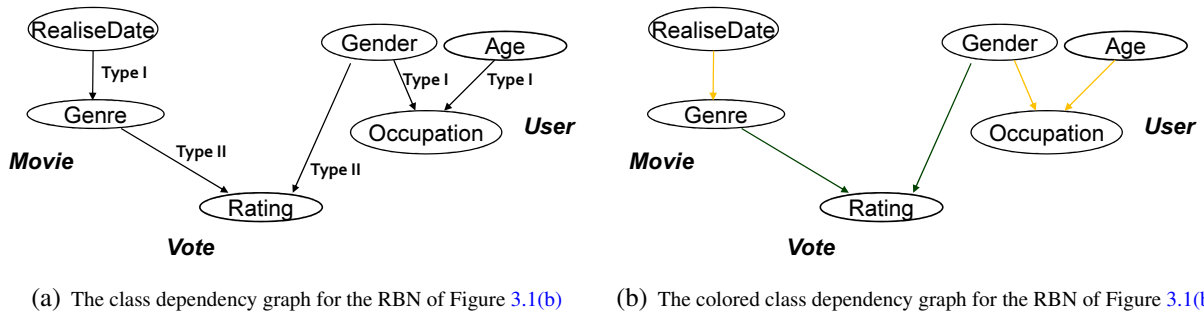 RealiseDate
Gender
Age
Type I
Type I
Type I
Genre
Occupation
User
Movie
Type II
Type II
Rating
Vote
(a) The class dependency graph for the RBN of Figure 3.1(b)
RealiseDate
Gender
Age
Genre
Occupation
User
Movie
Rating
Vote
(b) The colored class dependency graph for the RBN of Figure 3.1(b